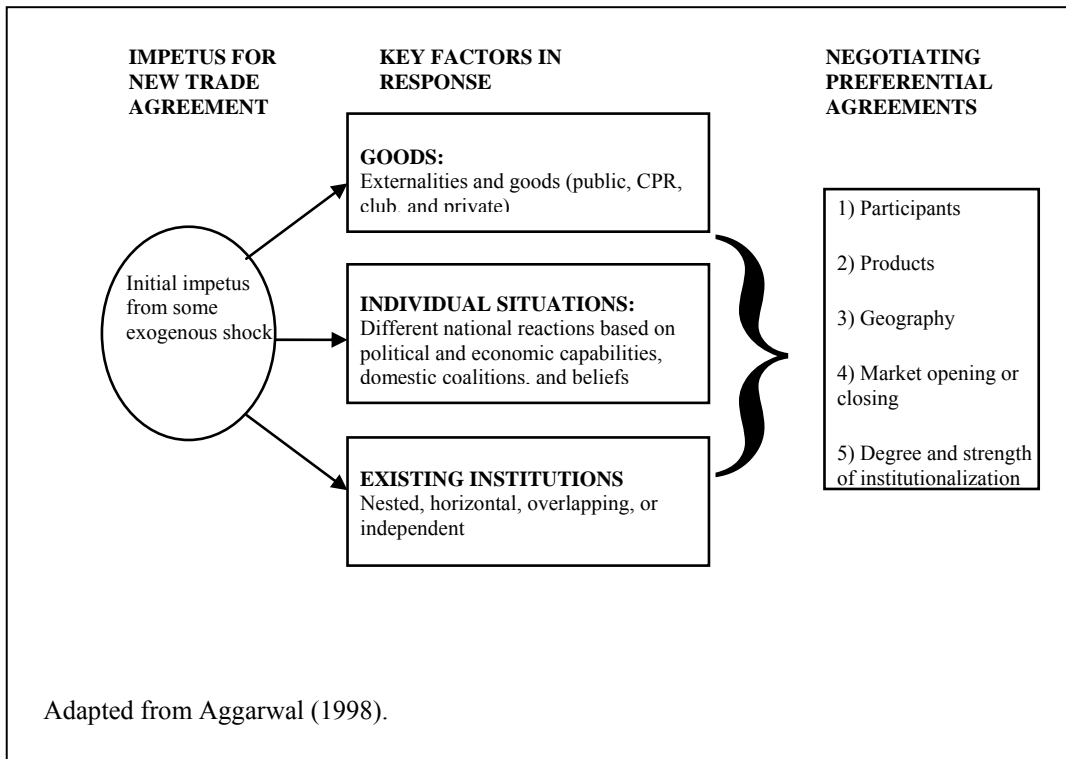 IMPETUS FOR
NEW TRADE
AGREEMENT
KEY FACTORS IN
RESPONSE
NEGOTIATING
PREFERENTIAL
AGREEMENTS
GOODS:
Externalities and goods (public, CPR,
club, and private)
Initial impetus
from some
exogenous shock
INDIVIDUAL SITUATIONS:
Different national reactions based on
political and economic capabilities,
domestic coalitions, and beliefs
EXISTING INSTITUTIONS
Nested, horizontal, overlapping, or
independent
1) Participants
2) Products
3) Geography
4) Market opening or
closing
5) Degree and strength
of institutionalization
Adapted from Aggarwal (1998).